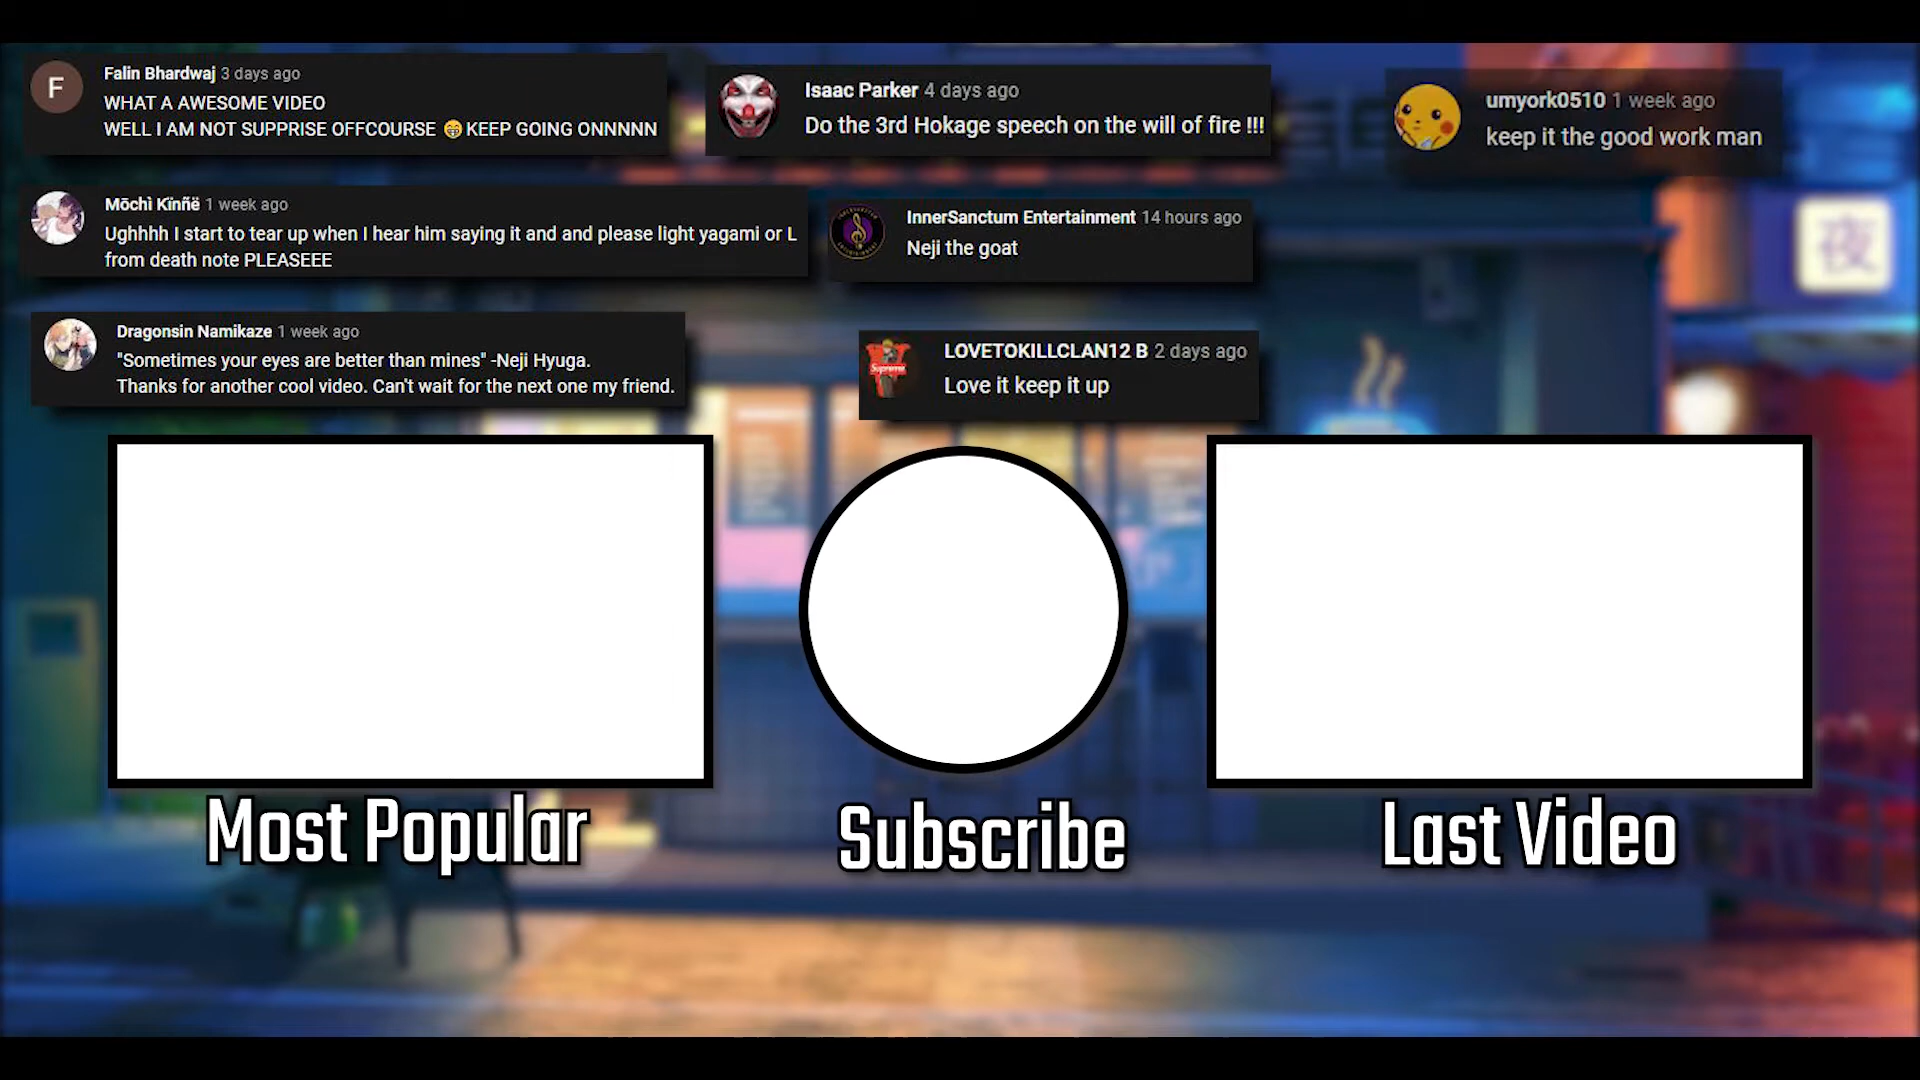 F
Falin Bhardwaj 3 days ago
WHAT A AWESOME VIDEO
WELL I AM NOT SUPPRISE OFFCOURSE 😁 KEEP GOING ONNNNN
Isaac Parker 4 days ago
Do the 3rd Hokage speech on the will of fire !!!
umyork0510 1 week ago
keep it the good work man
Mōchì Kïnñë 1 week ago
Ughhhh I start to tear up when I hear him saying it and and please light yagami or L
from death note PLEASEEE
InnerSanctum Entertainment 14 hours ago
Neji the goat
夜
Dragonsin Namikaze 1 week ago
"Sometimes your eyes are better than mines" -Neji Hyuga.
Thanks for another cool video. Can't wait for the next one my friend.
Supreme
LOVETOKILLCLAN12 B 2 days ago
Love it keep it up
Most Popular
Subscribe
Last Video